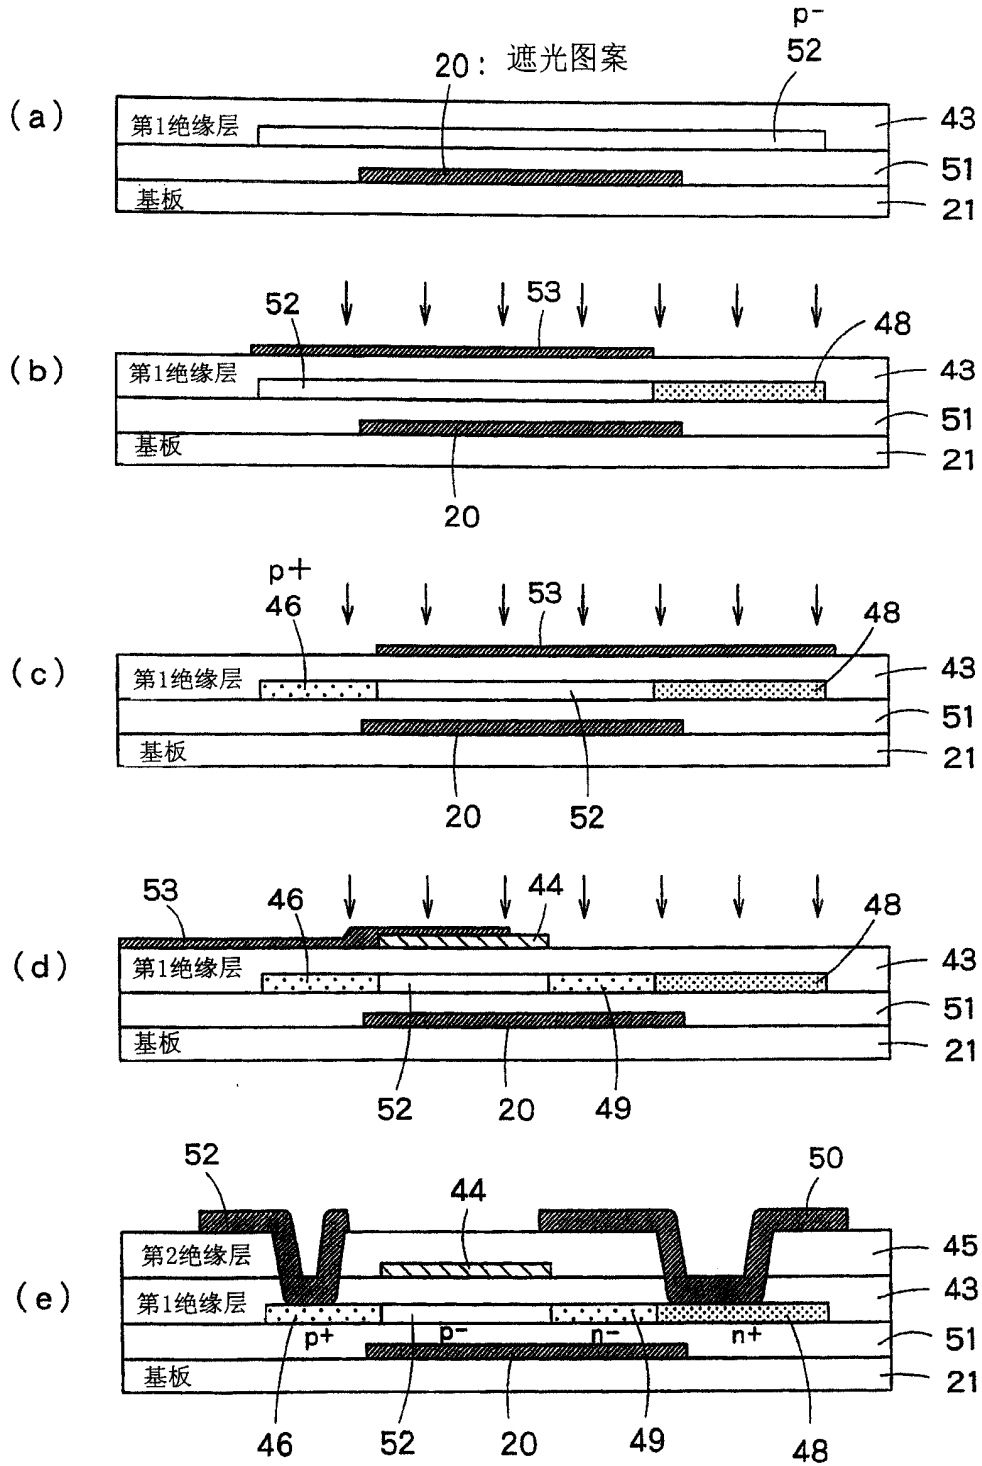 p-
20: 遮光图案 52
(a)
第1绝缘层 43
51
基板 21
52 53 48
(b)
第1绝缘层 43
51
基板 21
20
p+
46 53 48
(c)
第1绝缘层 43
51
基板 21
20 52
53 46 44 48
(d)
第1绝缘层 43
51
基板 21
52 20 49
52 44 50
第2绝缘层 45
(e)
第1绝缘层 43
p+ p- n- n+ 51
基板 21
46 52 20 49 48